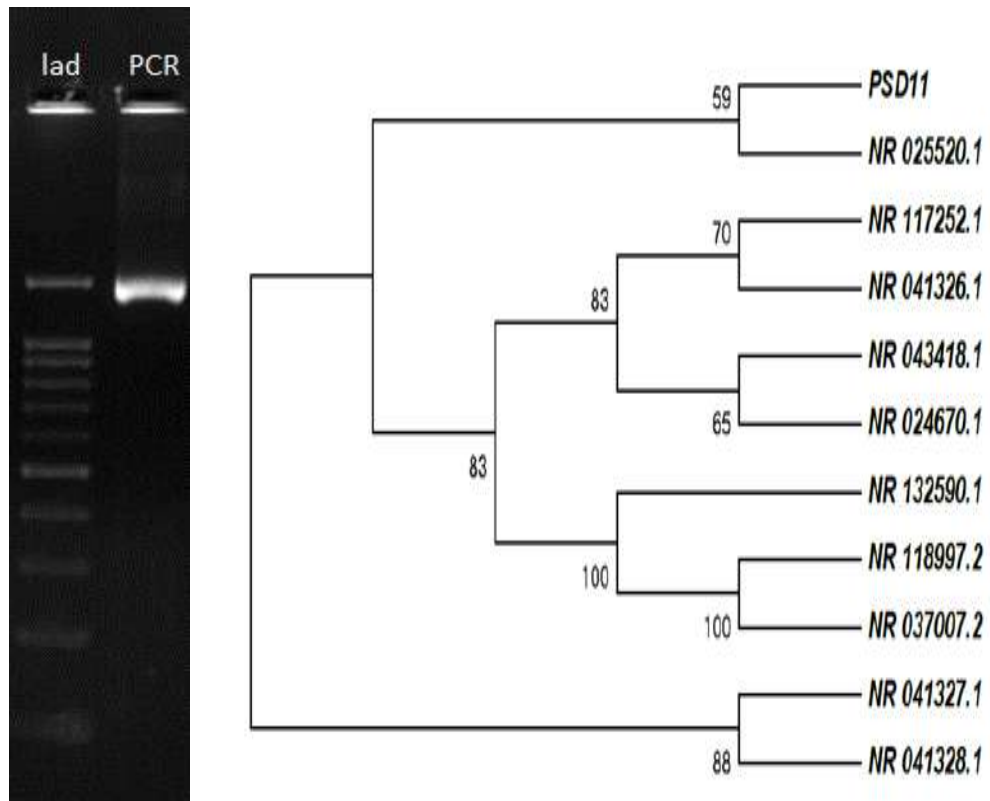 lad PCR
59
PSD11
NR 025520.1
70
NR 117252.1
NR 041326.1
83
NR 043418.1
65
NR 024670.1
83
NR 132590.1
100
NR 118997.2
100
NR 037007.2
NR 041327.1
88
NR 041328.1